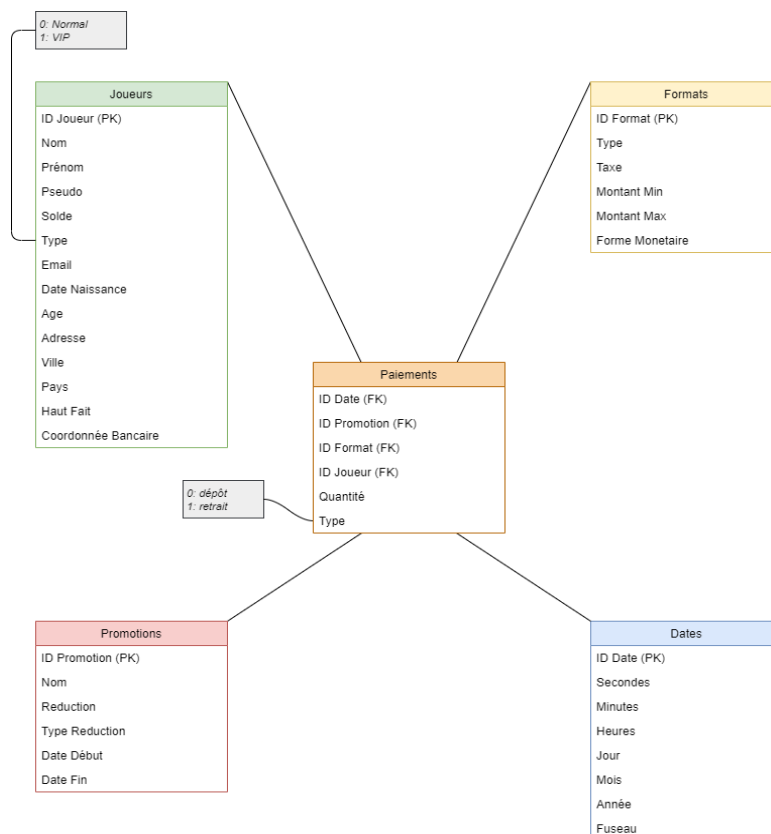 0: Normal
1: VIP
Joueurs
ID Joueur (PK)
Nom
Prénom
Pseudo
Solde
Type
Email
Date Naissance
Age
Adresse
Ville
Pays
Haut Fait
Coordonnée Bancaire
Formats
ID Format (PK)
Type
Taxe
Montant Min
Montant Max
Forme Monetaire
Paiements
ID Date (FK)
ID Promotion (FK)
ID Format (FK)
ID Joueur (FK)
Quantité
Type
0: dépôt
1: retrait
Promotions
ID Promotion (PK)
Nom
Reduction
Type Reduction
Date Début
Date Fin
Dates
ID Date (PK)
Secondes
Minutes
Heures
Jour
Mois
Année
Fuseau